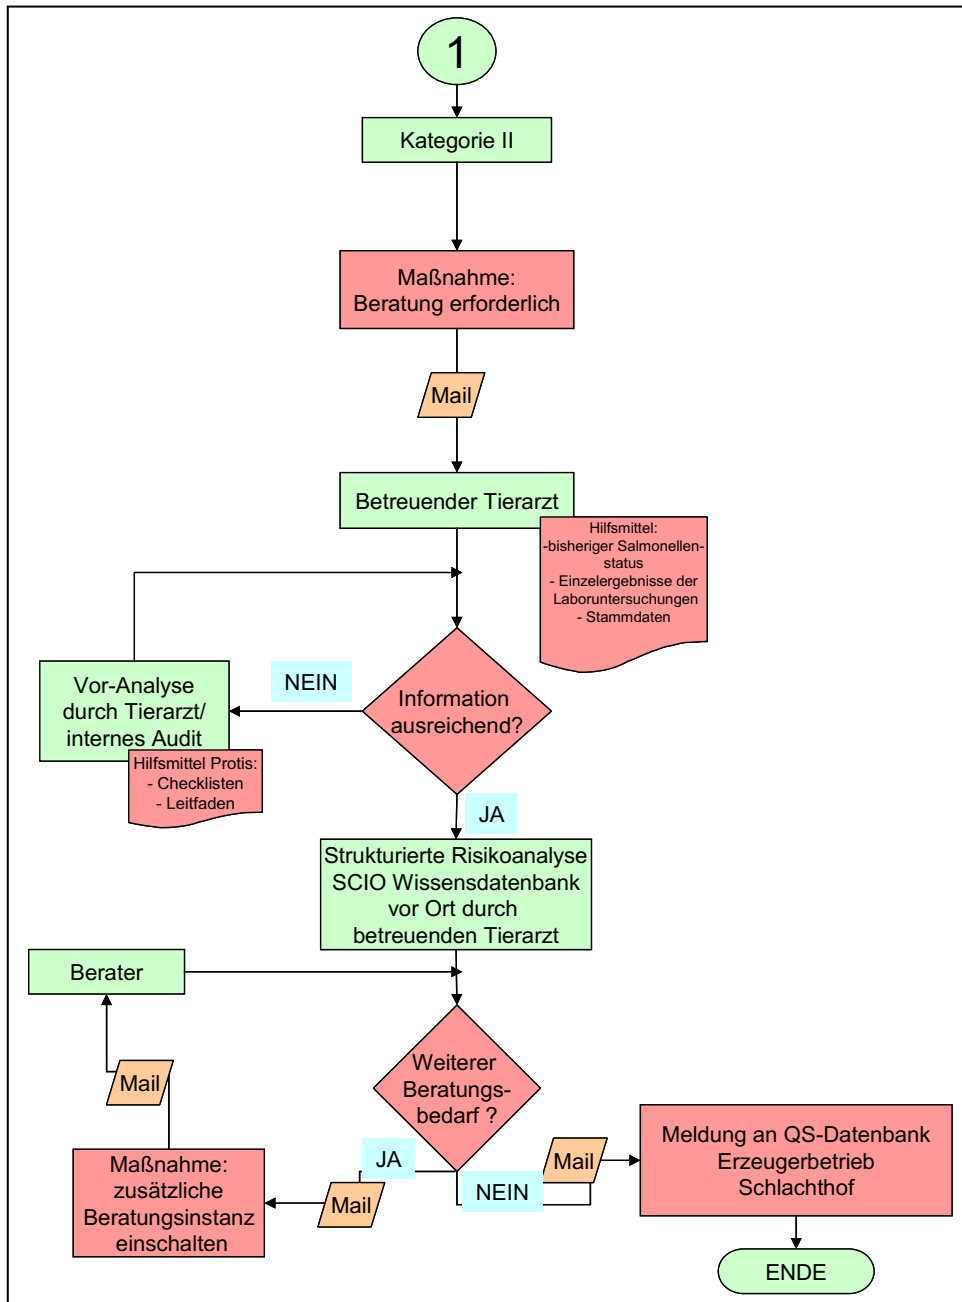 1
Kategorie II
Maßnahme:
Beratung erforderlich
Mail
Betreuender Tierarzt
Hilfsmittel:
-bisheriger Salmonellen-
status
- Einzelergebnisse der
Laboruntersuchungen
- Stammdaten
Information
ausreichend?
NEIN
Vor-Analyse
durch Tierarzt/
internes Audit
Hilfsmittel Protis:
- Checklisten
- Leitfaden
JA
Strukturierte Risikoanalyse
SCIO Wissensdatenbank
vor Ort durch
betreuenden Tierarzt
Berater
Weiterer
Beratungs-
bedarf ?
Mail
JA
Mail
Maßnahme:
zusätzliche
Beratungsinstanz
einschalten
NEIN
Mail
Meldung an QS-Datenbank
Erzeugerbetrieb
Schlachthof
ENDE